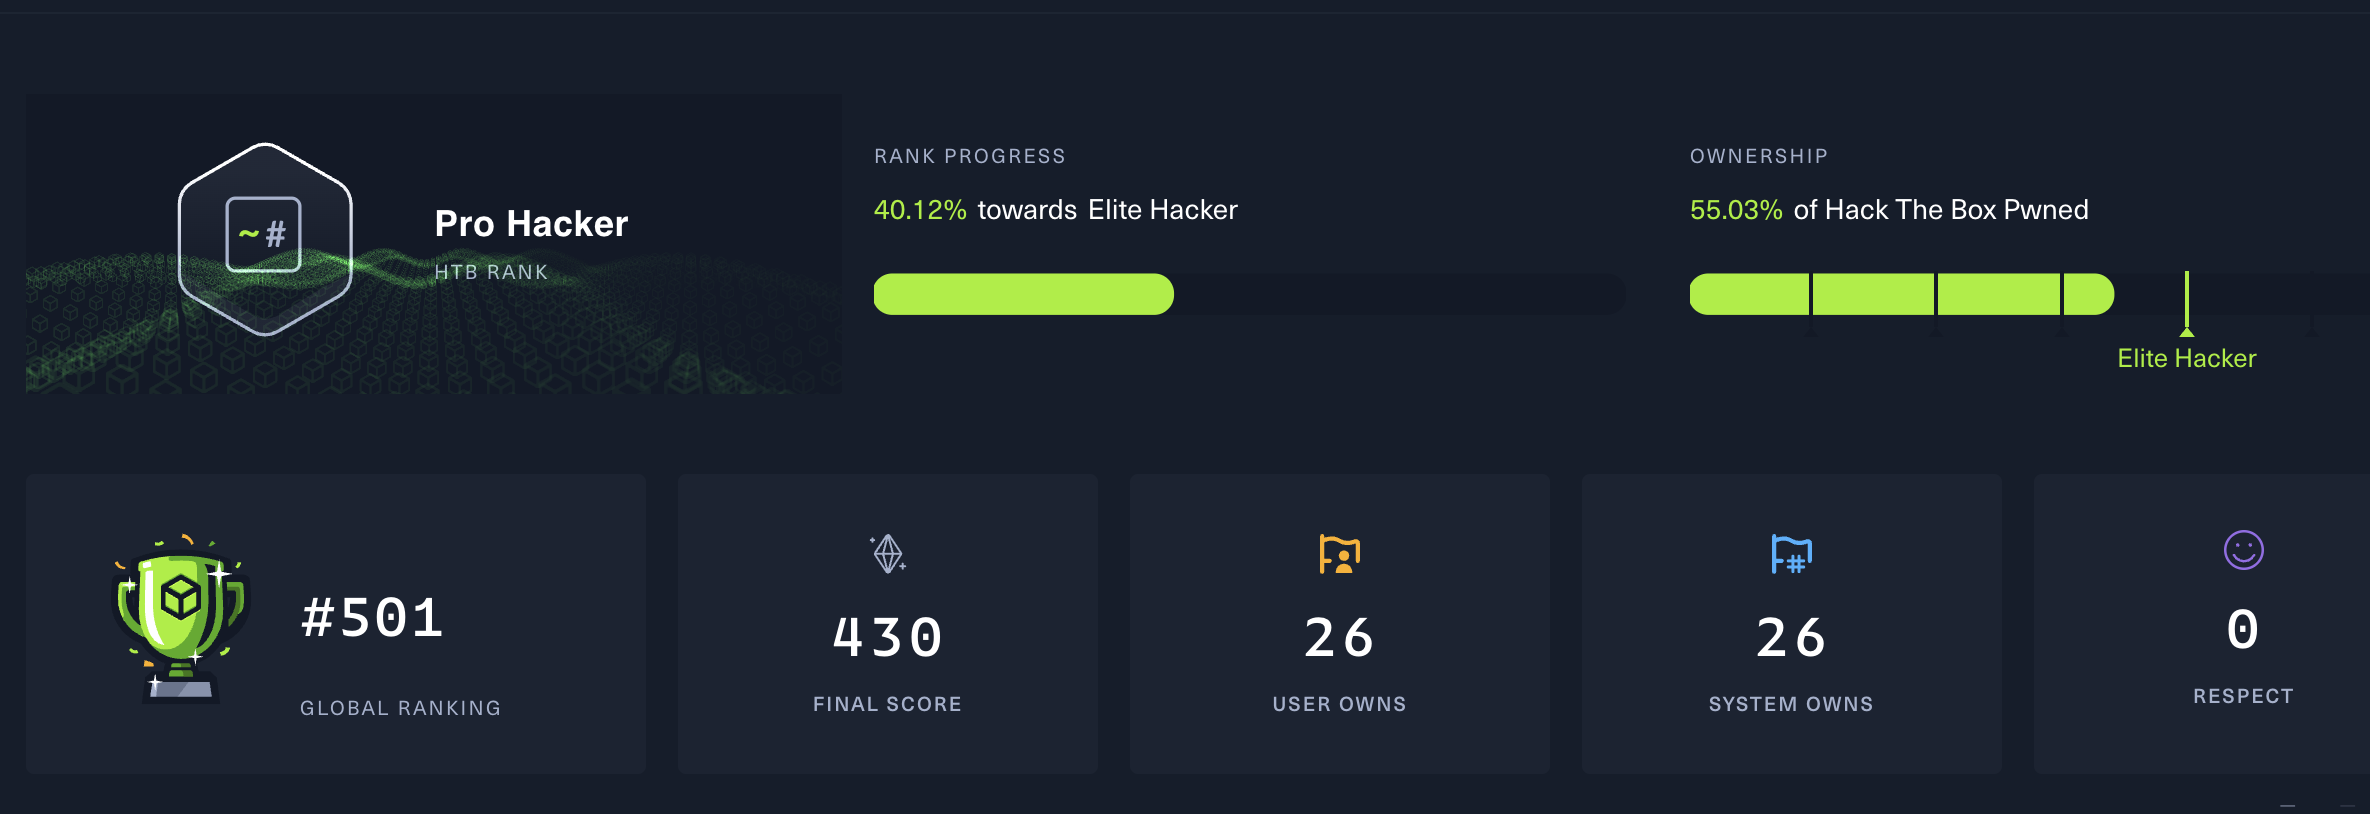 ~#
Pro Hacker
HTB RANK
RANK PROGRESS
40.12% towards Elite Hacker
OWNERSHIP
55.03% of Hack The Box Pwned
Elite Hacker
#501
GLOBAL RANKING
430
FINAL SCORE
26
USER OWNS
26
SYSTEM OWNS
0
RESPECT